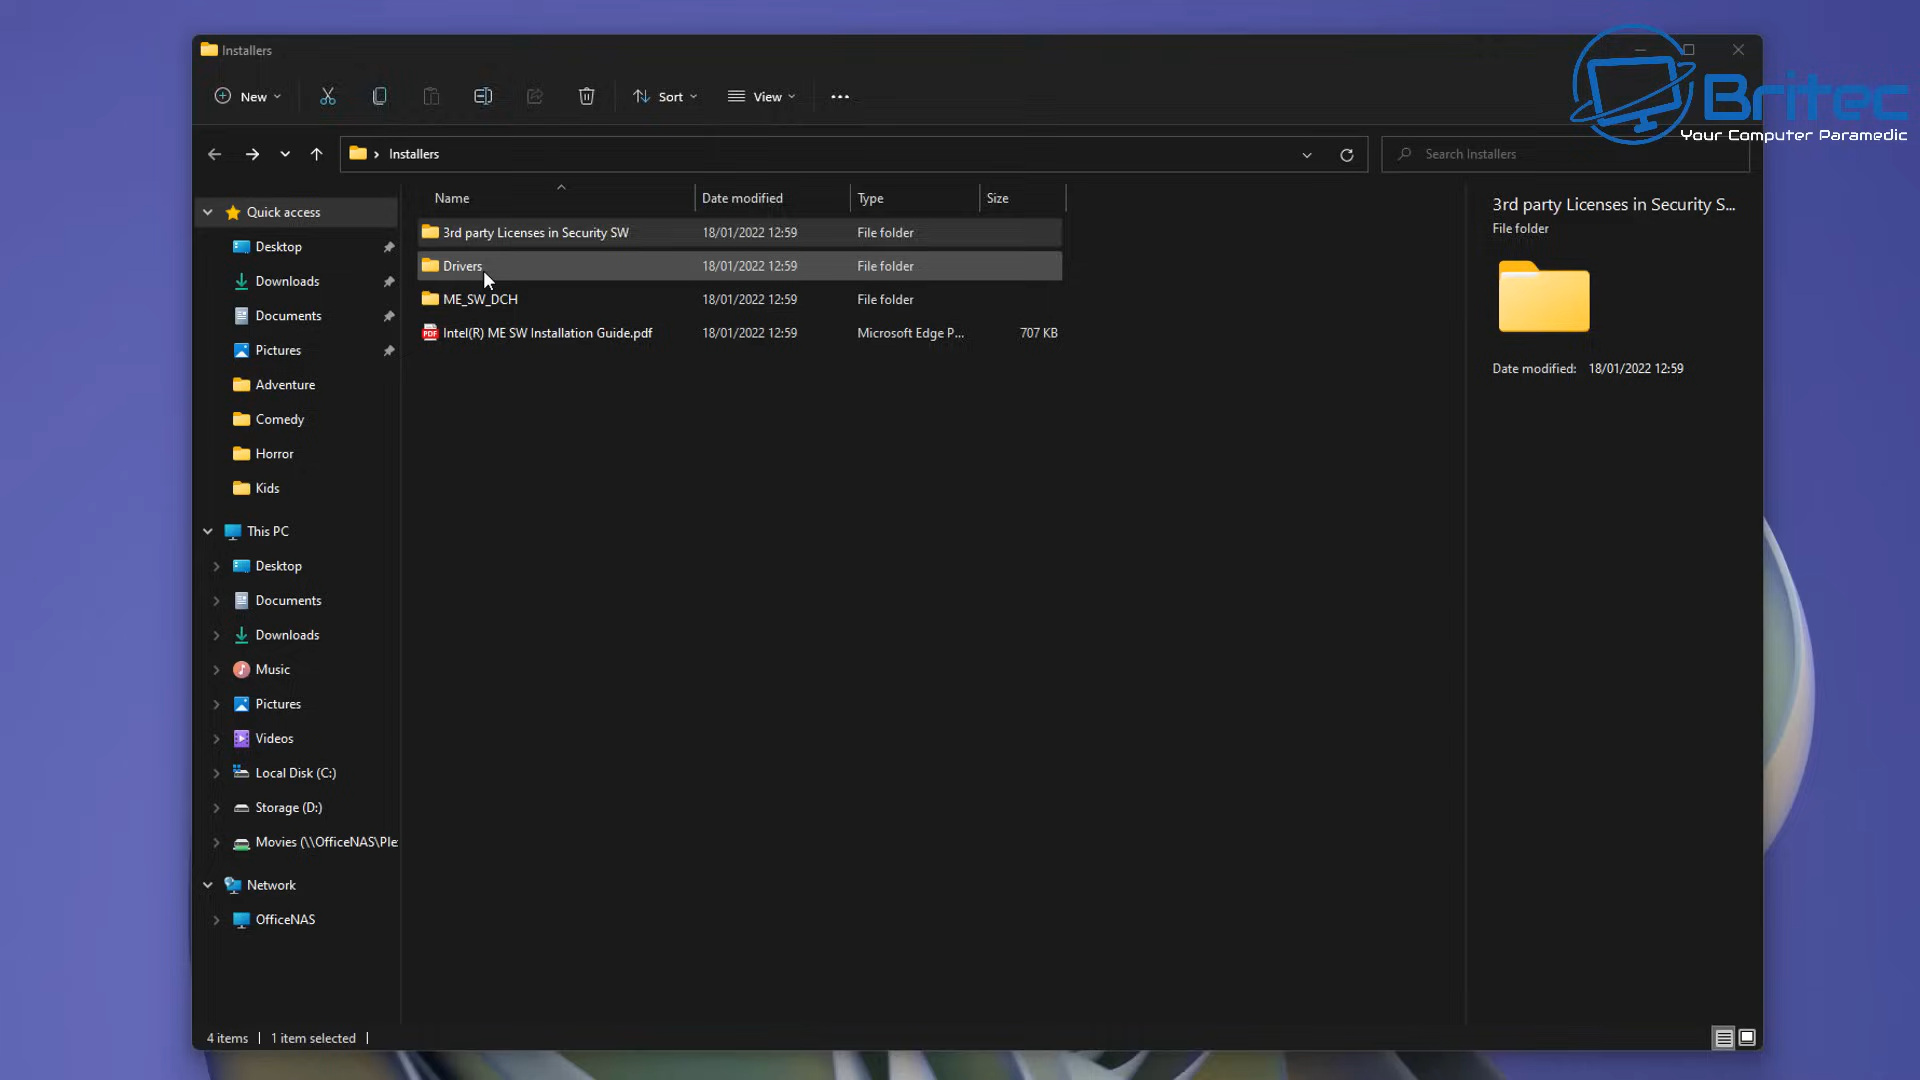 Installers
New
Sort
View
Britec
Your Computer Paramedic
Installers
Search Installers
Name
Date modified
Type
Size
3rd party Licenses in Security SW 18/01/2022 12:59 File folder
Drivers 18/01/2022 12:59 File folder
ME_SW_DCH 18/01/2022 12:59 File folder
PDF Intel(R) ME SW Installation Guide.pdf 18/01/2022 12:59 Microsoft Edge P... 707 KB
Quick access
Desktop
Downloads
Documents
Pictures
Adventure
Comedy
Horror
Kids
This PC
Desktop
Documents
Downloads
Music
Pictures
Videos
Local Disk (C:)
Storage (D:)
Movies (\\OfficeNAS\Ple
Network
OfficeNAS
3rd party Licenses in Security S...
File folder
Date modified: 18/01/2022 12:59
4 items
1 item selected